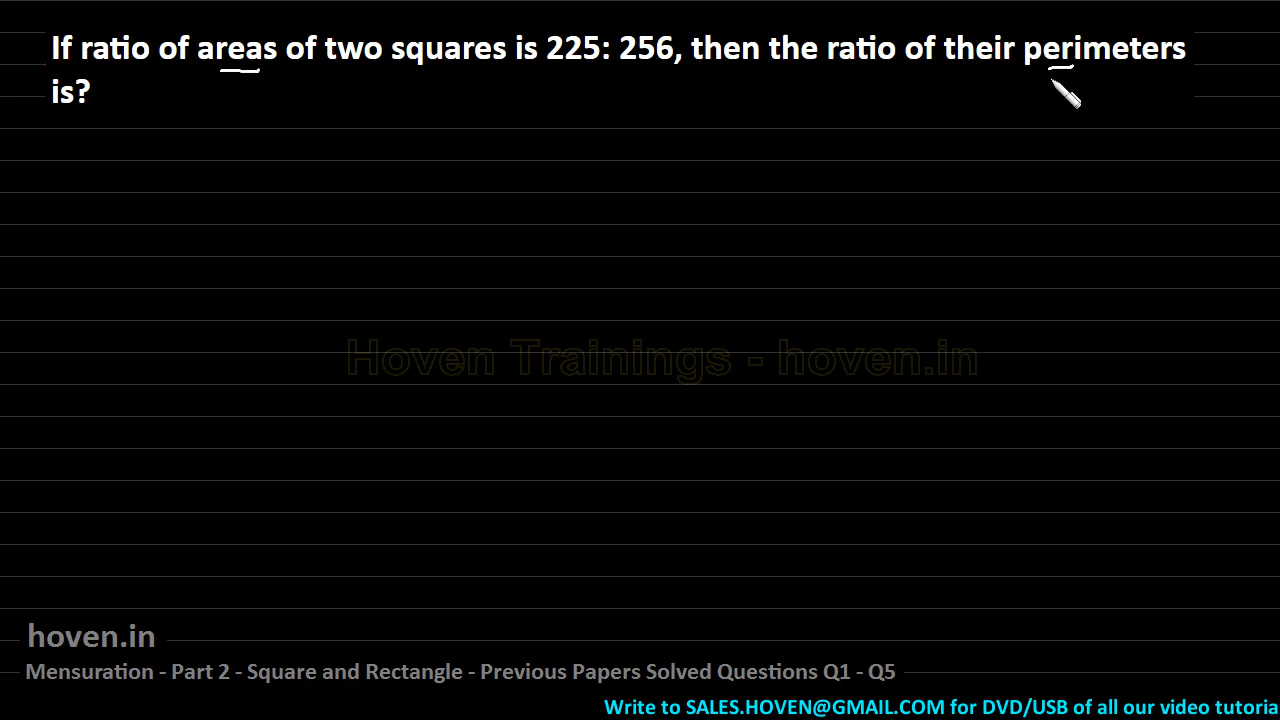 If ratio of areas of two squares is 225: 256, then the ratio of their perimeters
is?
Hoven Trainings - hoven.in
hoven.in
Mensuration - Part 2 - Square and Rectangle - Previous Papers Solved Questions Q1 - Q5
Write to SALES.HOVEN@GMAIL.COM for DVD/USB of all our video tutoria